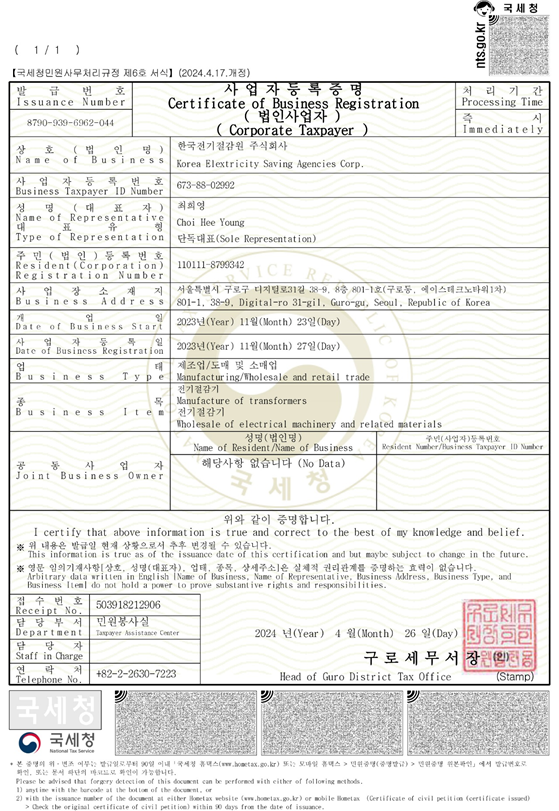 국세청
nts.go.kr
( 1/1 )
【국세청민원사무처리규정 제6호 서식】 (2024.4.17.개정)
발 급 번 호
Issuance Number
8790-939-6962-044
사업자등록증명
Certificate of Business Registration
( 법인사업자 )
( Corporate Taxpayer )
처 리 기 간
Processing Time
즉 시
Immediately
상 호 ( 법 인 명 )
Name of Business
한국전기절감원 주식회사
Korea Elextricity Saving Agencies Corp.
사 업 자 등 록 번 호
Business Taxpayer ID Number
673-88-02992
성 명 ( 대 표 자 )
Name of Representative
대 표 유 형
Type of Representation
최희영
Choi Hee Young
단독대표(Sole Representation)
주 민 ( 법 인 ) 등 록 번 호
Resident(Corporation)
Registration Number
110111-8799342
사 업 장 소 재 지
Business Address
서울특별시 구로구 디지털로31길 38-9, 8층 801-1호(구로동, 에이스테크노타워1차)
801-1, 38-9, Digital-ro 31-gil, Guro-gu, Seoul, Republic of Korea
개 업 일
Date of Business Start
2023년(Year) 11월(Month) 23일(Day)
사 업 자 등 록 일
Date of Business Registration
2023년(Year) 11월(Month) 27일(Day)
업 태
Business Type
제조업/도매 및 소매업
Manufacturing/Wholesale and retail trade
종 목
Business Item
전기절감기
Manufacture of transformers
전기절감기
Wholesale of electrical machinery and related materials
공 동 사 업 자
Joint Business Owner
성명(법인명)
Name of Resident/Name of Business
주민(사업자)등록번호
Resident Number/Business Taxpayer ID Number
해당사항 없습니다 (No Data)
국세청
위와 같이 증명합니다.
I certify that above information is true and correct to the best of my knowledge and belief.
※ 위 내용은 발급일 현재 상황으로서 추후 변경될 수 있습니다.
This information is true as of the issuance date of this certification and but maybe subject to change in the future.
※ 영문 임의기재사항[상호, 성명(대표자), 업태, 종목, 상세주소]은 실체적 권리관계를 증명하는 효력이 없습니다.
Arbitrary data written in English [Name of Business, Name of Representative, Business Address, Business Type, and
Business Item] do not hold a power to prove substantive rights and responsibilities.
접 수 번 호
Receipt No.
503918212906
담 당 부 서
Department
민원봉사실
Taxpayer Assistance Center
담 당 자
Staff in Charge
연 락 처
Telephone No.
+82-2-2630-7223
2024 년(Year) 4 월(Month) 26 일(Day)
구 로 세 무 서 장 (인)
Head of Guro District Tax Office (Stamp)
국세청
국세청
National Tax Service
* 본 증명의 위·변조 여부는 발급일로부터 90일 이내 「국세청 홈택스(www.hometax.go.kr) 또는 모바일 홈택스 > 민원증명(증명발급) > 민원증명 원본확인」에서 발급번호로
확인, 또는 문서 하단의 바코드로 확인이 가능합니다.
Please be advised that forgery detection of this document can be performed with either of following methods.
1) anytime with the barcode at the bottom of the document, or
2) with the issuance number of the document at either Hometax website (www.hometax.go.kr) or mobile Hometax (Certificate of civil petition (certificate issued)
> Check the original certificate of civil petition) within 90 days from the date of issuance.